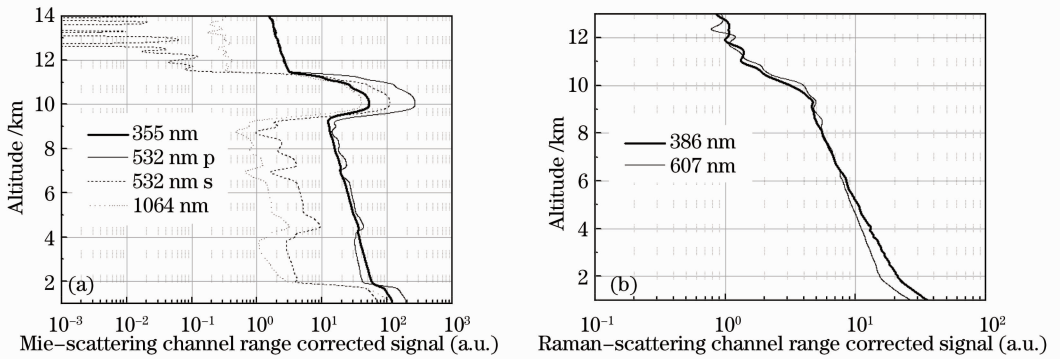 14
12
10
8
6
4
2
Altitude /km
355 nm
532 nm p
532 nm s
1064 nm
(a)
10⁻³
10⁻²
10⁻¹
10⁰
10¹
10²
10³
Mie-scattering channel range corrected signal (a.u.)
12
10
8
6
4
2
Altitude /km
386 nm
607 nm
(b)
10⁻¹
10⁰
10¹
10²
Raman-scattering channel range corrected signal (a.u.)